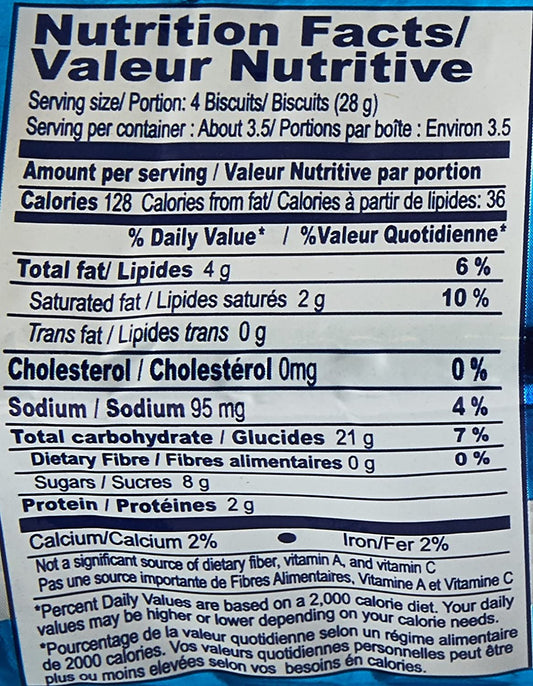 Nutrition Facts/
Valeur Nutritive
Serving size/ Portion: 4 Biscuits/ Biscuits (28 g)
Serving per container : About 3.5/ Portions par boîte : Environ 3.5
Amount per serving / Valeur Nutritive par portion
Calories 128 Calories from fat/ Calories à partir de lipides: 36
% Daily Value* / %Valeur Quotidienne*
Total fat/ Lipides 4 g 6 %
Saturated fat / Lipides saturés 2 g 10 %
Trans fat / Lipides trans 0 g
Cholesterol / Cholestérol 0mg 0 %
Sodium / Sodium 95 mg 4 %
Total carbohydrate / Glucides 21 g 7 %
Dietary Fibre / Fibres alimentaires 0 g 0 %
Sugars / Sucres 8 g
Protein / Protéines 2 g
Calcium/Calcium 2% ● Iron/Fer 2%
Not a significant source of dietary fiber, vitamin A, and vitamin C
Pas une source importante de Fibres Alimentaires, Vitamine A et Vitamine C
*Percent Daily Values are based on a 2,000 calorie diet. Your daily
values may be higher or lower depending on your calorie needs.
*Pourcentage de la valeur quotidienne selon un régime alimentaire
de 2000 calories. Vos valeurs quotidiennes personnelles peut être
plus ou moins élevées selon vos besoins én calories.